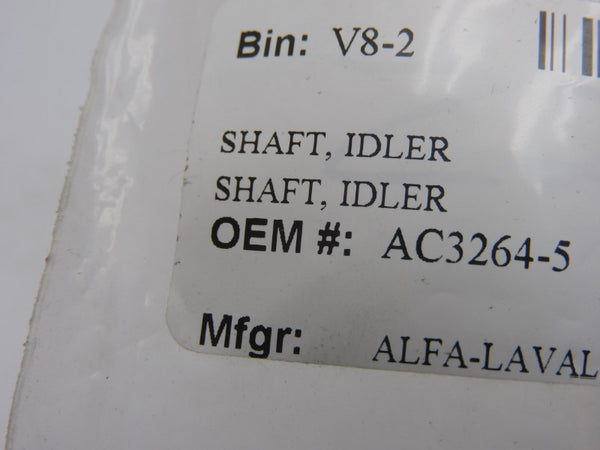 Bin: V8-2
SHAFT, IDLER
SHAFT, IDLER
OEM #: AC3264-5
Mfgr: ALFA-LAVAL